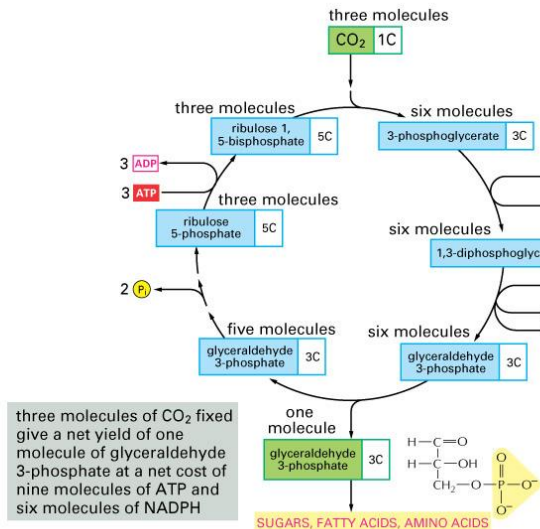 three molecules
CO2 1C
three molecules
ribulose 1,
5-bisphosphate 5C
six molecules
3-phosphoglycerate 3C
3 ADP
3 ATP
three molecules
ribulose
5-phosphate 5C
six molecules
1,3-diphosphoglyc
2 Pi
five molecules
glyceraldehyde
3-phosphate 3C
six molecules
glyceraldehyde
3-phosphate 3C
three molecules of CO2 fixed
give a net yield of one
molecule of glyceraldehyde
3-phosphate at a net cost of
nine molecules of ATP and
six molecules of NADPH
one
molecule
glyceraldehyde
3-phosphate 3C
H C O
H C OH
CH2 O P O−
O
O−
SUGARS, FATTY ACIDS, AMINO ACIDS